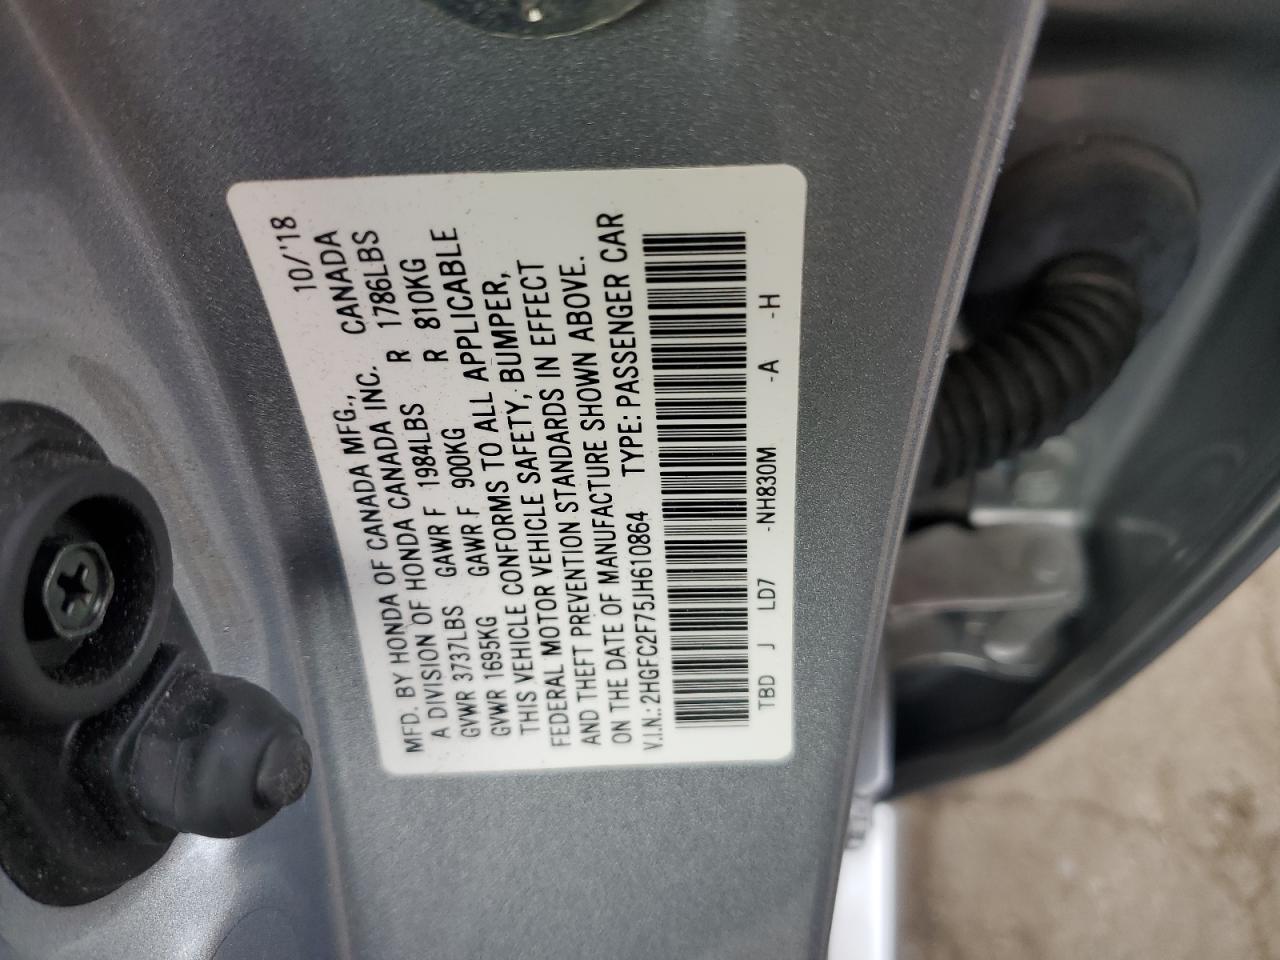 10/'18
MFD. BY HONDA OF CANADA MFG., CANADA
A DIVISION OF HONDA CANADA INC.
GVWR 3737LBS GAWR F 1984LBS R 1786LBS
GVWR 1695KG GAWR F 900KG R 810KG
THIS VEHICLE CONFORMS TO ALL APPLICABLE
FEDERAL MOTOR VEHICLE SAFETY, BUMPER,
AND THEFT PREVENTION STANDARDS IN EFFECT
ON THE DATE OF MANUFACTURE SHOWN ABOVE.
V.I.N.: 2HGFC2F75JH610864 TYPE: PASSENGER CAR
TBD J LD7 -NH830M -A -H